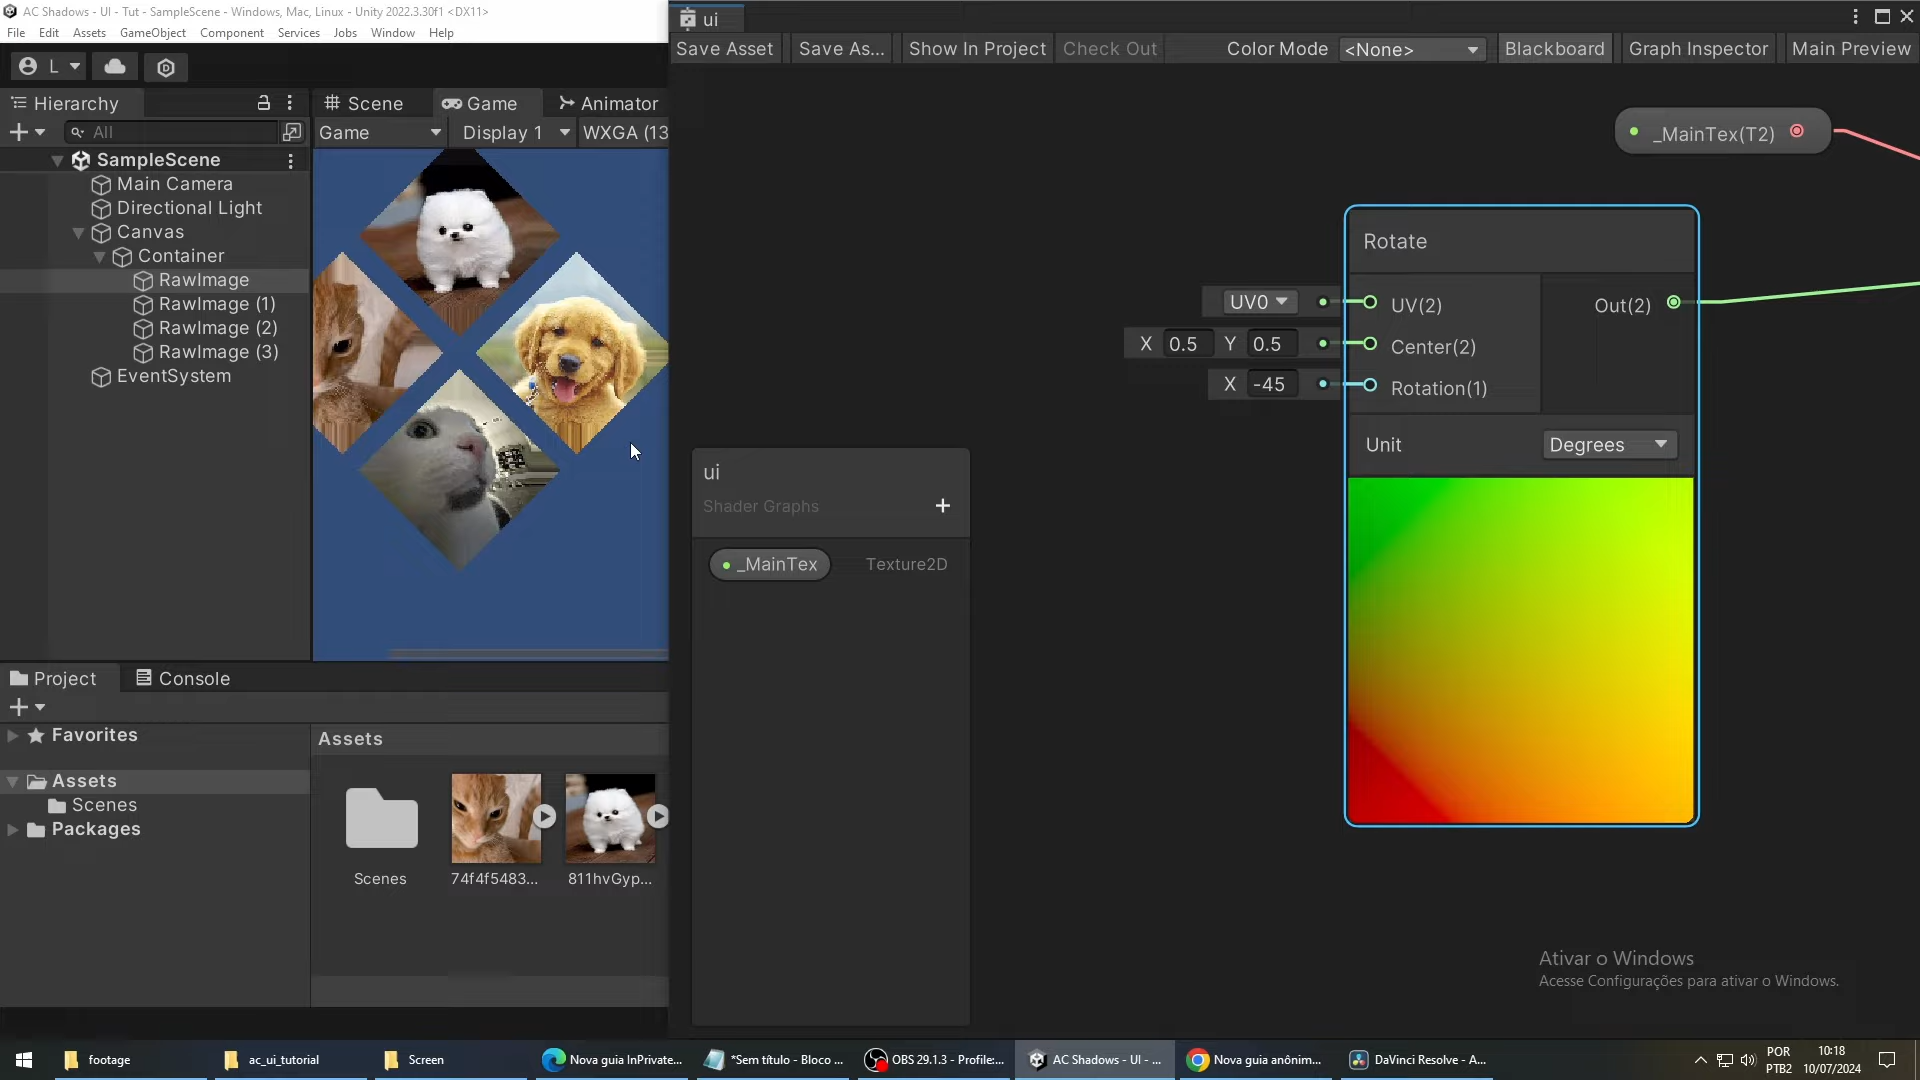 AC Shadows - UI - Tut - SampleScene - Windows, Mac, Linux - Unity 2022.3.30f1 <DX11>
File Edit Assets GameObject Component Services Jobs Window Help
L
Hierarchy
All
SampleScene
Main Camera
Directional Light
Canvas
Container
RawImage
RawImage (1)
RawImage (2)
RawImage (3)
EventSystem
Scene Game Animator
Game Display 1 WXGA (13
Project Console
Favorites
Assets
Scenes
Packages
Assets
Scenes 74f4f5483... 811hvGyp...
ui
Save Asset Save As... Show In Project Check Out Color Mode <None> Blackboard Graph Inspector Main Preview
_MainTex(T2)
Rotate
UV0 UV(2) Out(2)
X 0.5 Y 0.5 Center(2)
X -45 Rotation(1)
Unit Degrees
ui
Shader Graphs
_MainTex Texture2D
Ativar o Windows
Acesse Configurações para ativar o Windows.
footage ac_ui_tutorial Screen Nova guia InPrivate... *Sem título - Bloco ... OBS 29.1.3 - Profile:... AC Shadows - UI - ... Nova guia anônim... DaVinci Resolve - A...
POR
PTB2
10:18
10/07/2024